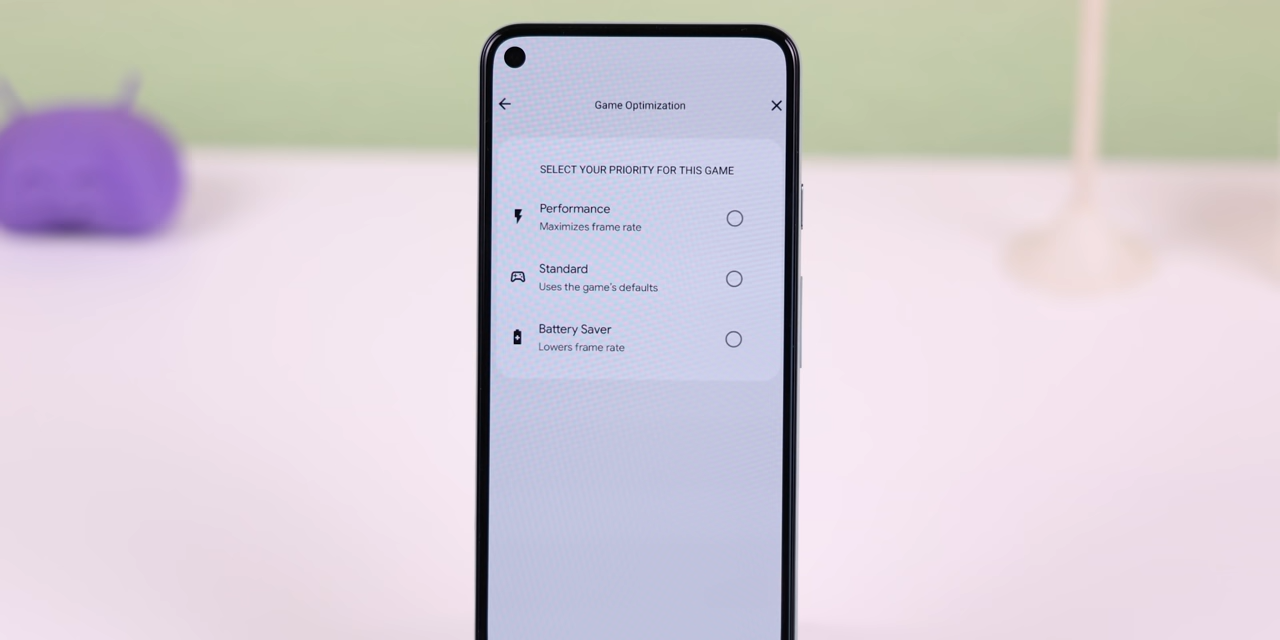 Game Optimization
SELECT YOUR PRIORITY FOR THIS GAME
Performance
Maximizes frame rate
Standard
Uses the game's defaults
Battery Saver
Lowers frame rate